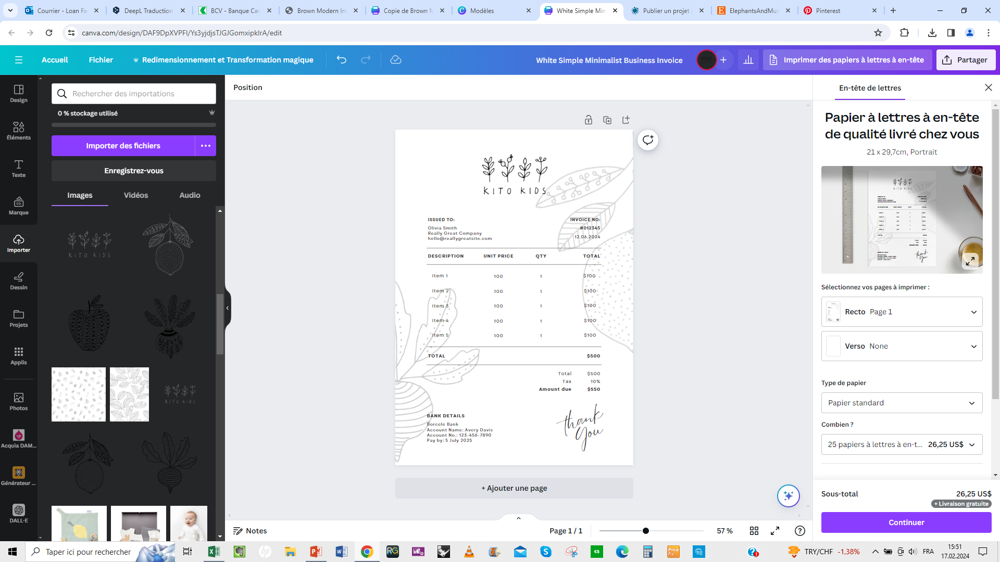 Courrier - Loan Fa
DeepL Traduction
BCV - Banque Can
Brown Modern Int
Copie de Brown M
Modèles
White Simple Min
Publier un projet
ElephantsAndMus
Pinterest
canva.com/design/DAF9DpXVPFI/Ys3yjdjsTJGJGomxipkIrA/edit
Accueil
Fichier
Redimensionnement et Transformation magique
White Simple Minimalist Business Invoice
Imprimer des papiers à lettres à en-tête
Partager
Design
Éléments
Texte
CO.
Marque
Importer
Dessin
Projets
Applis
Photos
Acquia DAM...
Générateur ...
DALL·E
Rechercher des importations
0 % stockage utilisé
Importer des fichiers
Enregistrez-vous
Images
Vidéos
Audio
KITO KIDS
KITO KIDS
Position
KITO KIDS
ISSUED TO:
INVOICE NO:
Olivia Smith
#012345
Really Great Company
hello@reallygreatsite.com
12.06.2024
DESCRIPTION UNIT PRICE QTY TOTAL
Item 1 100 1 $100
Item 2 100 1 $100
Item 3 100 1 $100
Item 4 100 1 $100
Item 5 100 1 $100
TOTAL $500
Total $500
Tax 10%
Amount due $550
BANK DETAILS
Borcele Bank
Account Name: Avery Davis
Account No.: 123-456-7890
Pay by: 5 July 2025
thank
you
+ Ajouter une page
Notes
Page 1 / 1
57 %
En-tête de lettres
Papier à lettres à en-tête
de qualité livré chez vous
21 x 29,7cm, Portrait
Sélectionnez vos pages à imprimer :
Recto Page 1
Verso None
Type de papier
Papier standard
Combien ?
25 papiers à lettres à en-t... 26,25 US$
Sous-total 26,25 US$
+ Livraison gratuite
Continuer
Taper ici pour rechercher
TRY/CHF -1,38%
FRA
15:51
17.02.2024